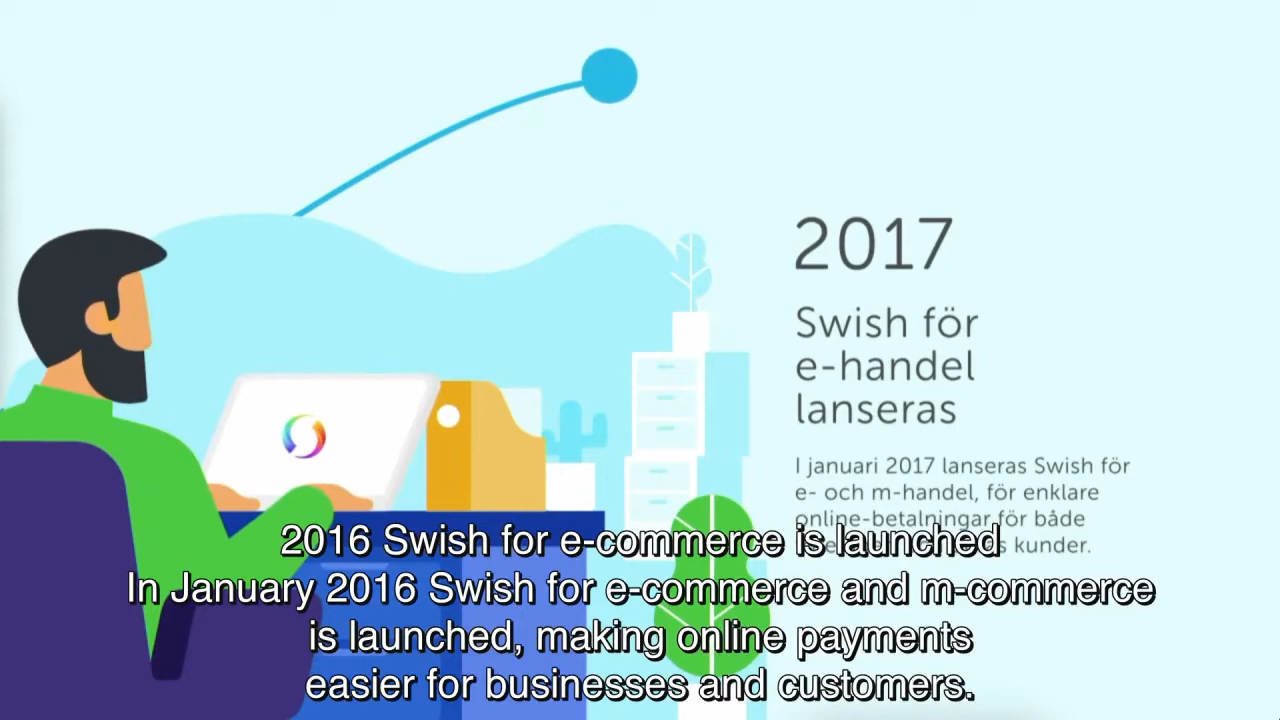 2017
Swish för
e-handel
lanseras
I januari 2017 lanseras Swish för
e- och m-handel, för enklare
online-betalningar för både
kunder.
2016 Swish for e-commerce is launched
In January 2016 Swish for e-commerce and m-commerce
is launched, making online payments
easier for businesses and customers.